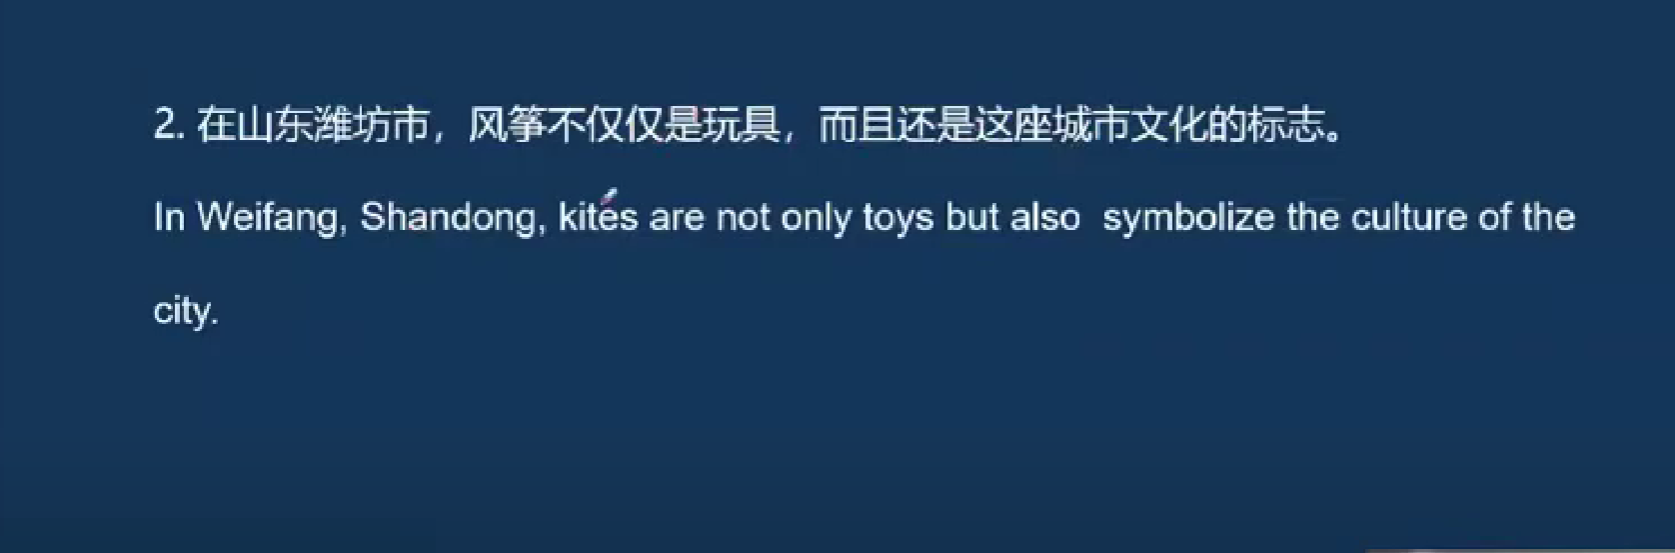 2. 在山东潍坊市，风筝不仅仅是玩具，而且还是这座城市文化的标志。
In Weifang, Shandong, kites are not only toys but also  symbolize the culture of the
city.